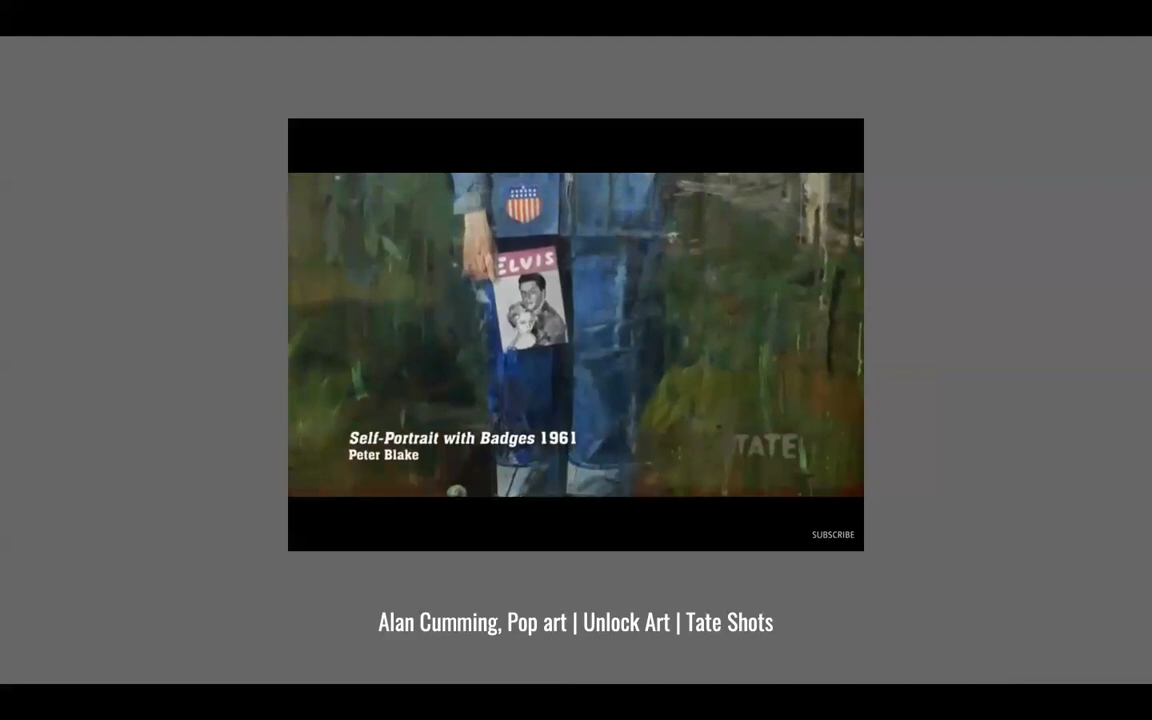 ELVIS
Self-Portrait with Badges 1961
Peter Blake
TATE
SUBSCRIBE
Alan Cumming, Pop art | Unlock Art | Tate Shots